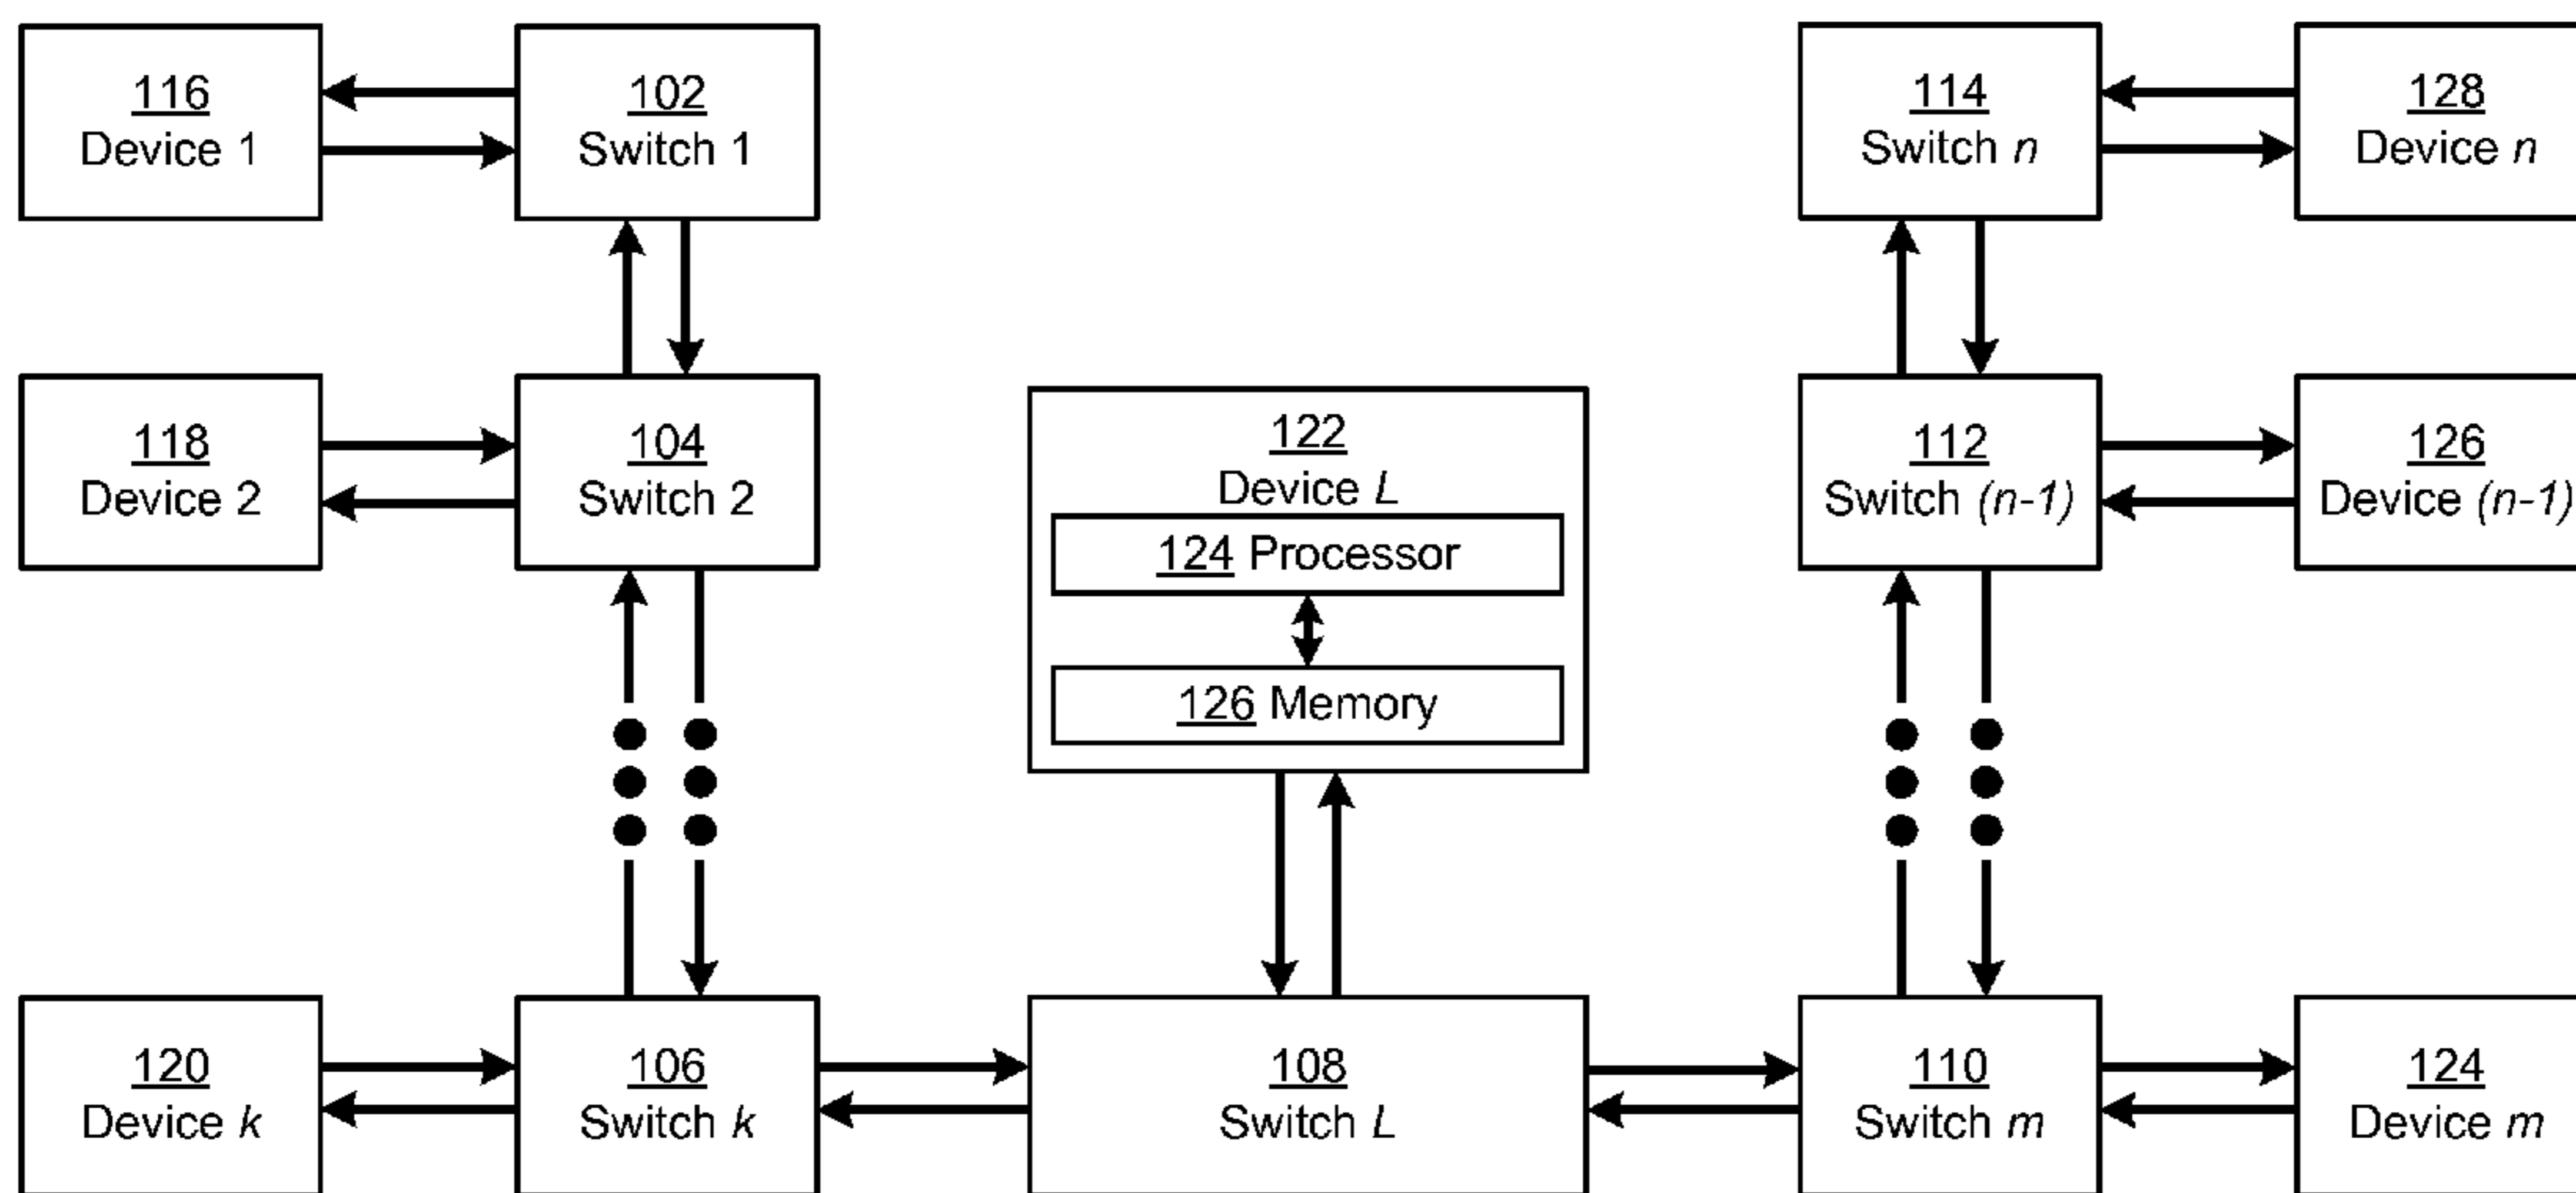 116
Device 1
102
Switch 1
114
Switch n
128
Device n
118
Device 2
104
Switch 2
122
Device L
124 Processor
126 Memory
112
Switch (n-1)
126
Device (n-1)
120
Device k
106
Switch k
108
Switch L
110
Switch m
124
Device m